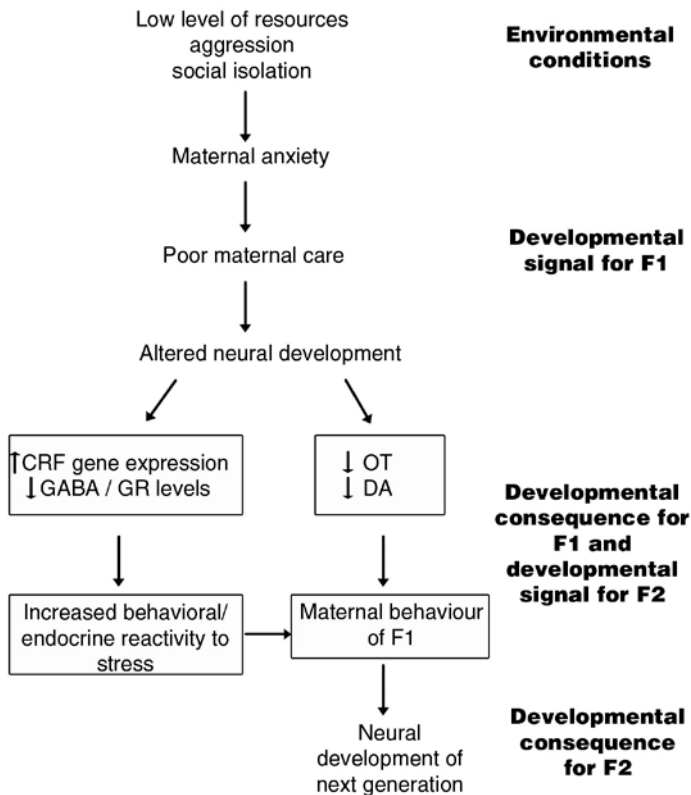 Low level of resources
aggression
social isolation
Environmental
conditions
Maternal anxiety
Poor maternal care
Developmental
signal for F1
Altered neural development
↑CRF gene expression
↓GABA / GR levels
↓ OT
↓ DA
Developmental
consequence for
F1 and
developmental
signal for F2
Increased behavioral/
endocrine reactivity to
stress
Maternal behaviour
of F1
Neural
development of
next generation
Developmental
consequence
for F2